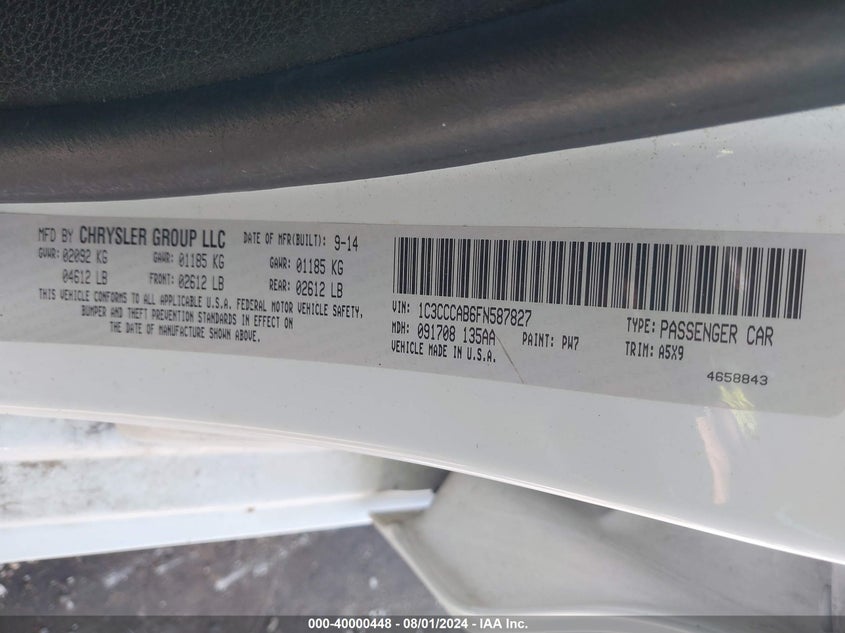 MFD BY CHRYSLER GROUP LLC DATE OF MFR(BUILT): 9-14
GVWR: 02092 KG GAWR: 01185 KG GAWR: 01185 KG
04612 LB FRONT: 02612 LB REAR: 02612 LB
THIS VEHICLE CONFORMS TO ALL APPLICABLE U.S.A. FEDERAL MOTOR VEHICLE SAFETY,
BUMPER AND THEFT PREVENTION STANDARDS IN EFFECT ON
THE DATE OF MANUFACTURE SHOWN ABOVE.
VIN: 1C3CCCAB6FN587827 TYPE: PASSENGER CAR
MDH: 091708 135AA PAINT: PW7 TRIM: A5X9
VEHICLE MADE IN U.S.A. 4658843
000-40000448 - 08/01/2024 - IAA Inc.